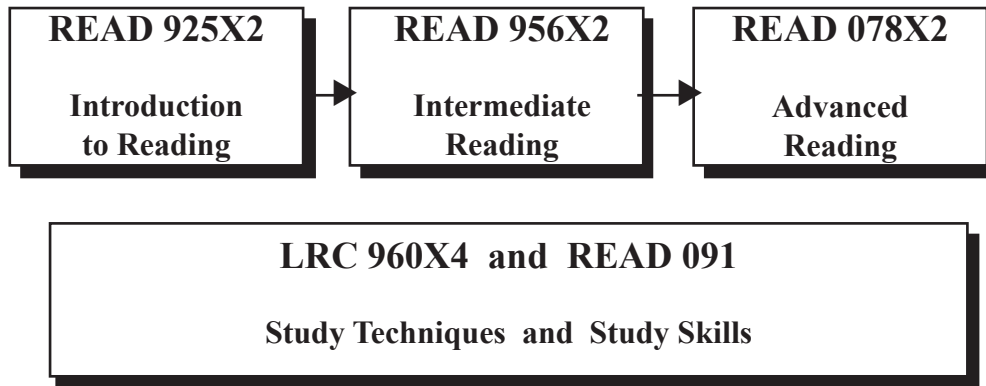 READ 925X2
Introduction
to Reading
READ 956X2
Intermediate
Reading
READ 078X2
Advanced
Reading
LRC 960X4 and READ 091
Study Techniques and Study Skills